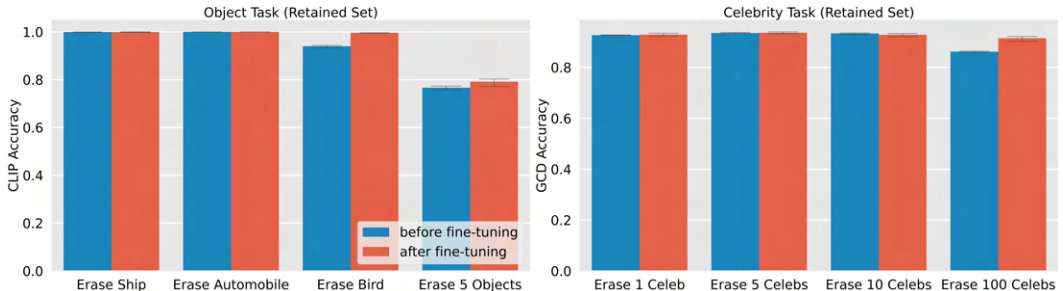 Object Task (Retained Set)
CLIP Accuracy
1.0
0.8
0.6
0.4
0.2
0.0
Erase Ship
Erase Automobile
Erase Bird
Erase 5 Objects
before fine-tuning
after fine-tuning
Celebrity Task (Retained Set)
GCD Accuracy
0.8
0.6
0.4
0.2
0.0
Erase 1 Celeb
Erase 5 Celebs
Erase 10 Celebs
Erase 100 Celebs